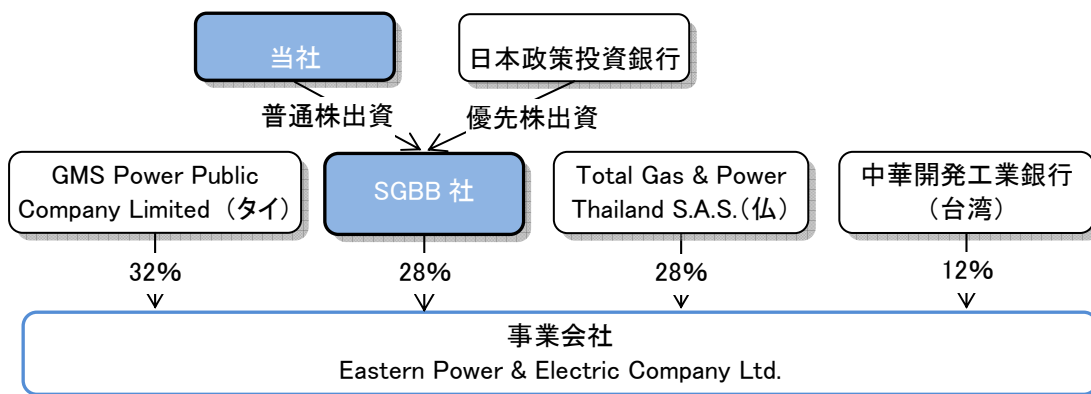 当社
日本政策投資銀行
普通株出資
優先株出資
GMS Power Public
Company Limited（タイ）
SGBB 社
Total Gas & Power
Thailand S.A.S.（仏）
中華開発工業銀行
（台湾）
32%
28%
28%
12%
事業会社
Eastern Power & Electric Company Ltd.